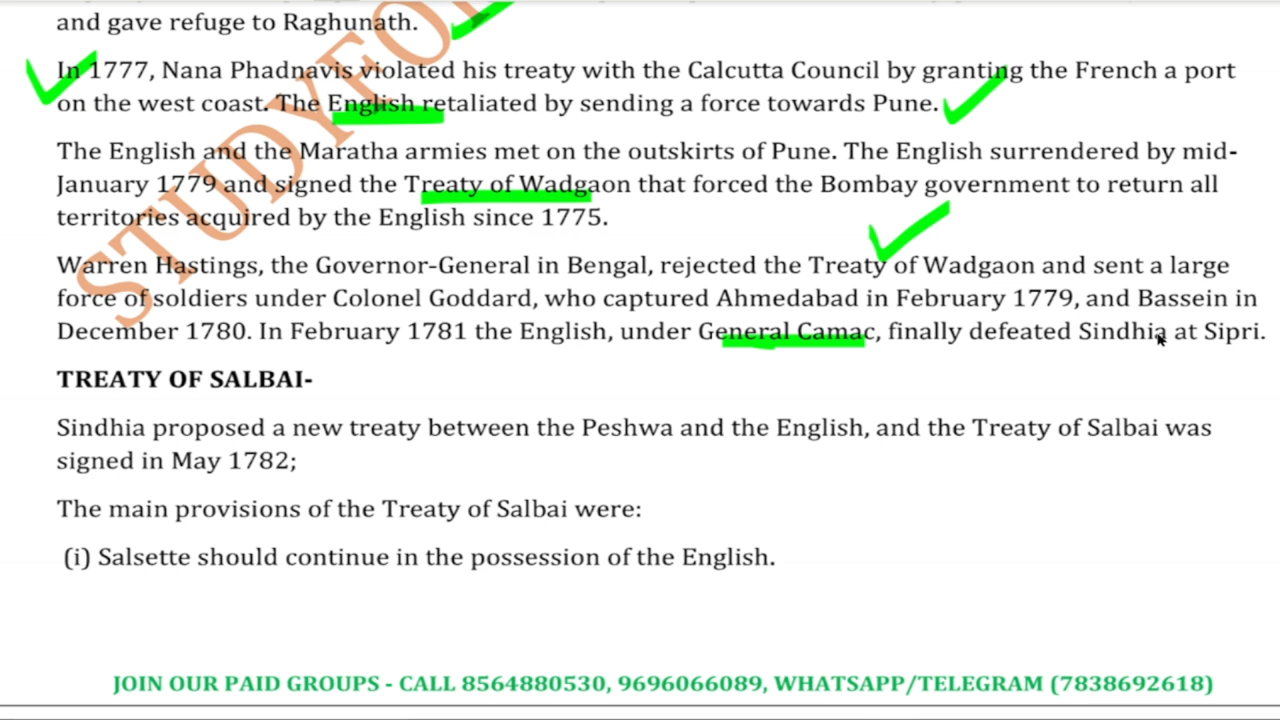 and gave refuge to Raghunath.
In 1777, Nana Phadnavis violated his treaty with the Calcutta Council by granting the French a port
on the west coast. The English retaliated by sending a force towards Pune.
The English and the Maratha armies met on the outskirts of Pune. The English surrendered by mid-
January 1779 and signed the Treaty of Wadgaon that forced the Bombay government to return all
territories acquired by the English since 1775.
Warren Hastings, the Governor-General in Bengal, rejected the Treaty of Wadgaon and sent a large
force of soldiers under Colonel Goddard, who captured Ahmedabad in February 1779, and Bassein in
December 1780. In February 1781 the English, under General Camac, finally defeated Sindhia at Sipri.
TREATY OF SALBAI-
Sindhia proposed a new treaty between the Peshwa and the English, and the Treaty of Salbai was
signed in May 1782;
The main provisions of the Treaty of Salbai were:
(i) Salsette should continue in the possession of the English.
JOIN OUR PAID GROUPS - CALL 8564880530, 9696066089, WHATSAPP/TELEGRAM (7838692618)
STUDYFO